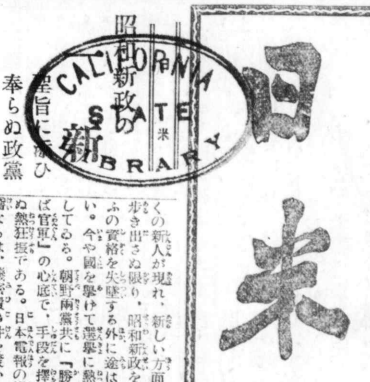 日米
CALIFORNIA
STATE
LIBRARY
米
新
昭和新政の
聖旨に添ひ
奉らぬ政黨
くの新人が現れ、新しい方面
歩き出さぬ限り、昭和新政を
ふの資格を失墜する外に途は
い。今や國を擧げて選擧に熱
してゐる。朝野兩黨共に『勝
ば官軍』の心底で、手段を擇
ぬ熱狂振である。日本電報の